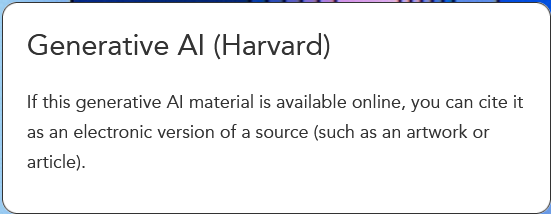 Generative AI (Harvard)
If this generative AI material is available online, you can cite it
as an electronic version of a source (such as an artwork or
article).